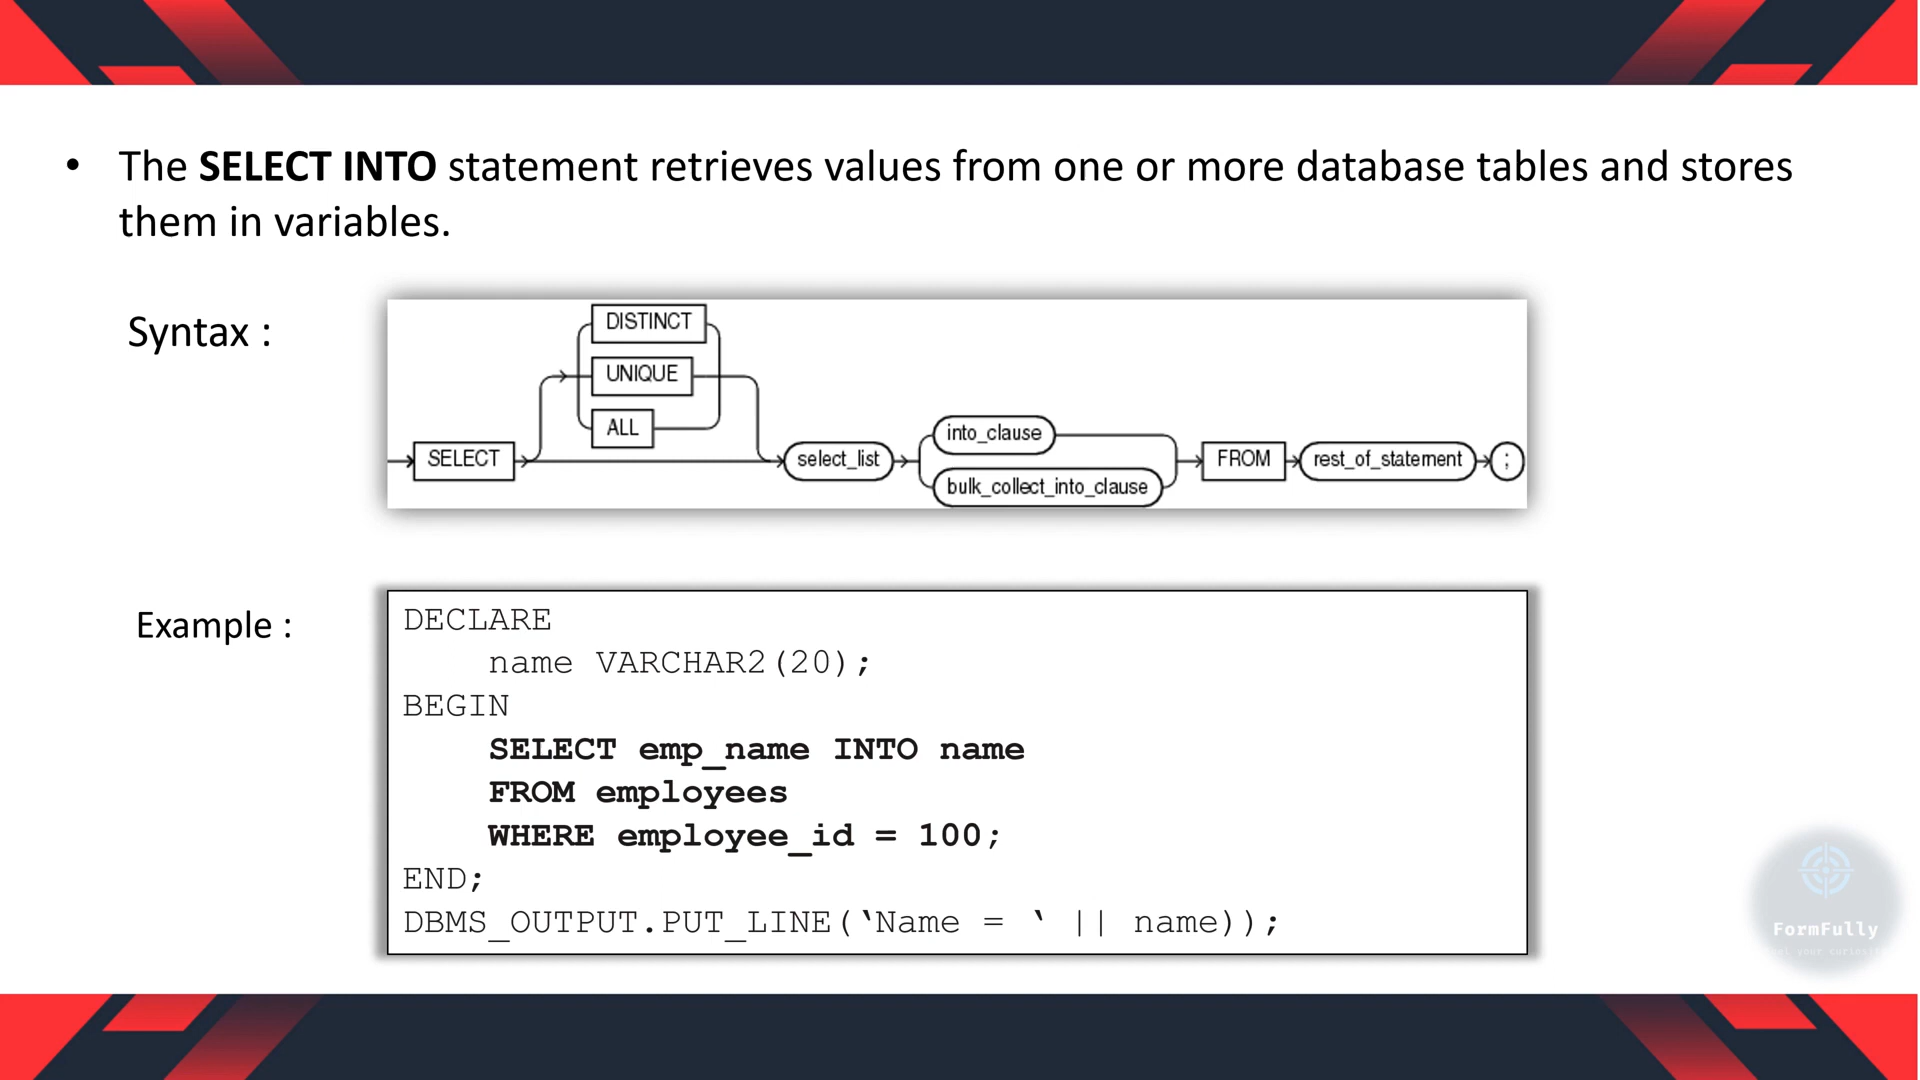 • The SELECT INTO statement retrieves values from one or more database tables and stores
them in variables.
Syntax :
DISTINCT
UNIQUE
ALL
SELECT
select_list
into_clause
bulk_collect_into_clause
FROM
rest_of_statement
;
Example :
DECLARE
name VARCHAR2(20);
BEGIN
SELECT emp_name INTO name
FROM employees
WHERE employee_id = 100;
END;
DBMS_OUTPUT.PUT_LINE(‛Name = ‛ || name));
FormFully
your